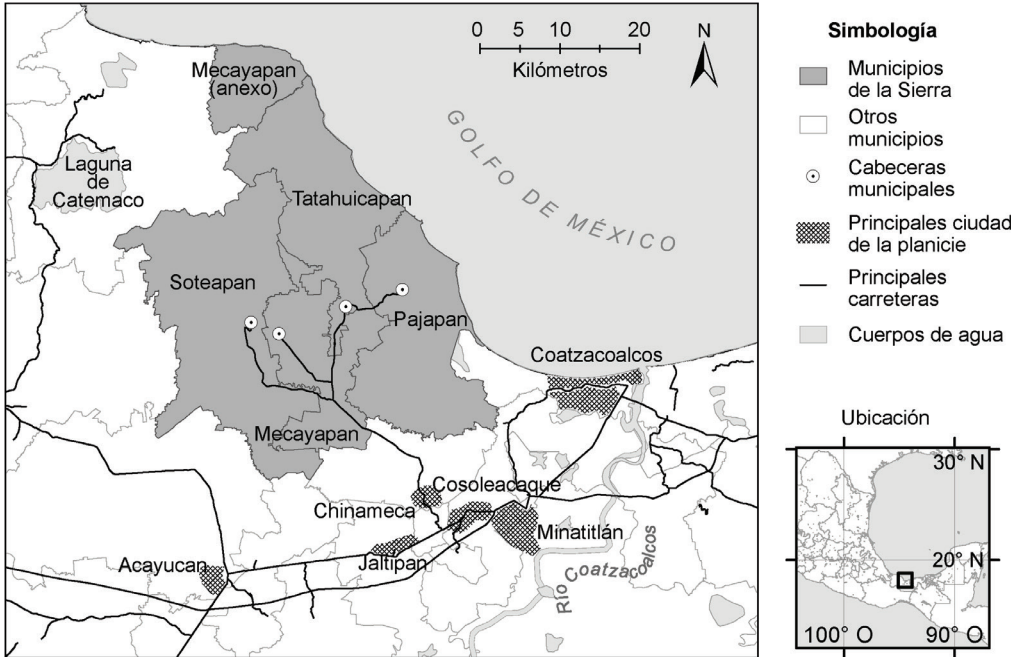 Mecayapan
(anexo)
0 5 10 20
Kilómetros
N
GOLFO DE MÉXICO
Laguna
de
Catemaco
Tatahuicapan
Soteapan
Pajapan
Coatzacoalcos
Mecayapan
Cosoleacaque
Chinameca
Minatitlán
Jaltipan
Acayucan
Río Coatzacoalcos
Simbología
Municipios
de la Sierra
Otros
municipios
Cabeceras
municipales
Principales ciudad
de la planicie
Principales
carreteras
Cuerpos de agua
Ubicación
30° N
20° N
100° O 90° O